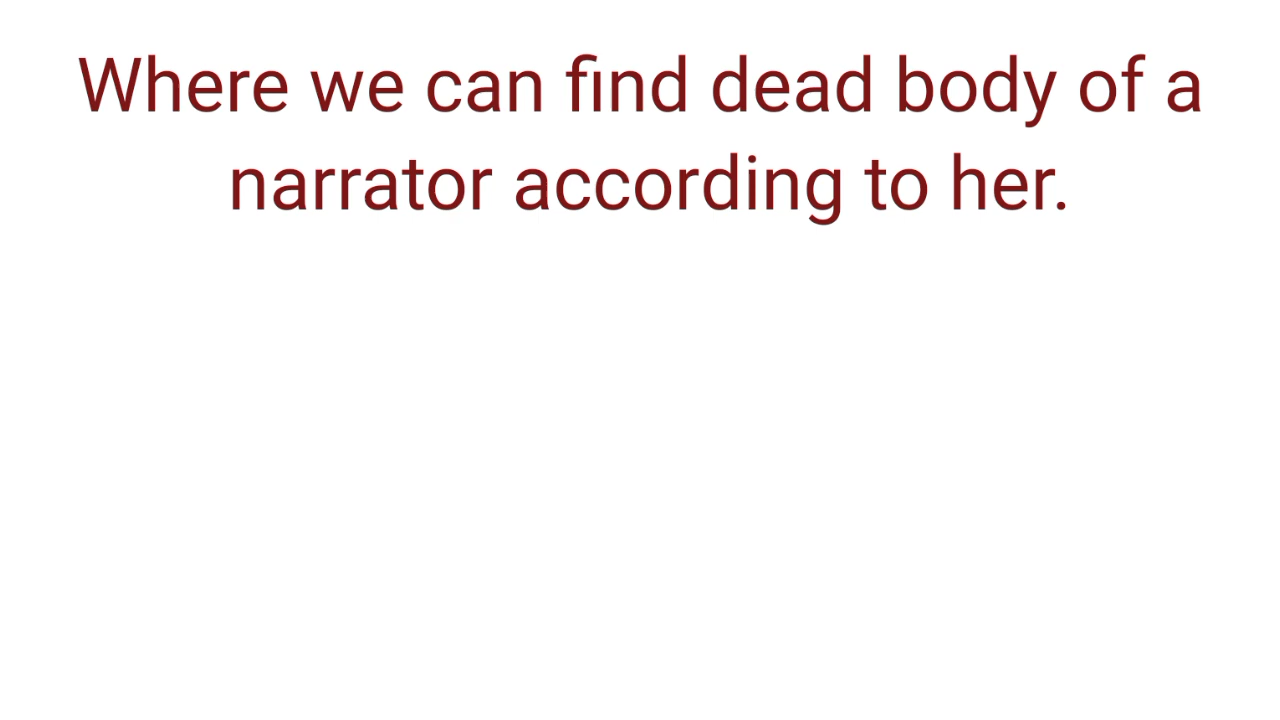 Where we can find dead body of a
narrator according to her.